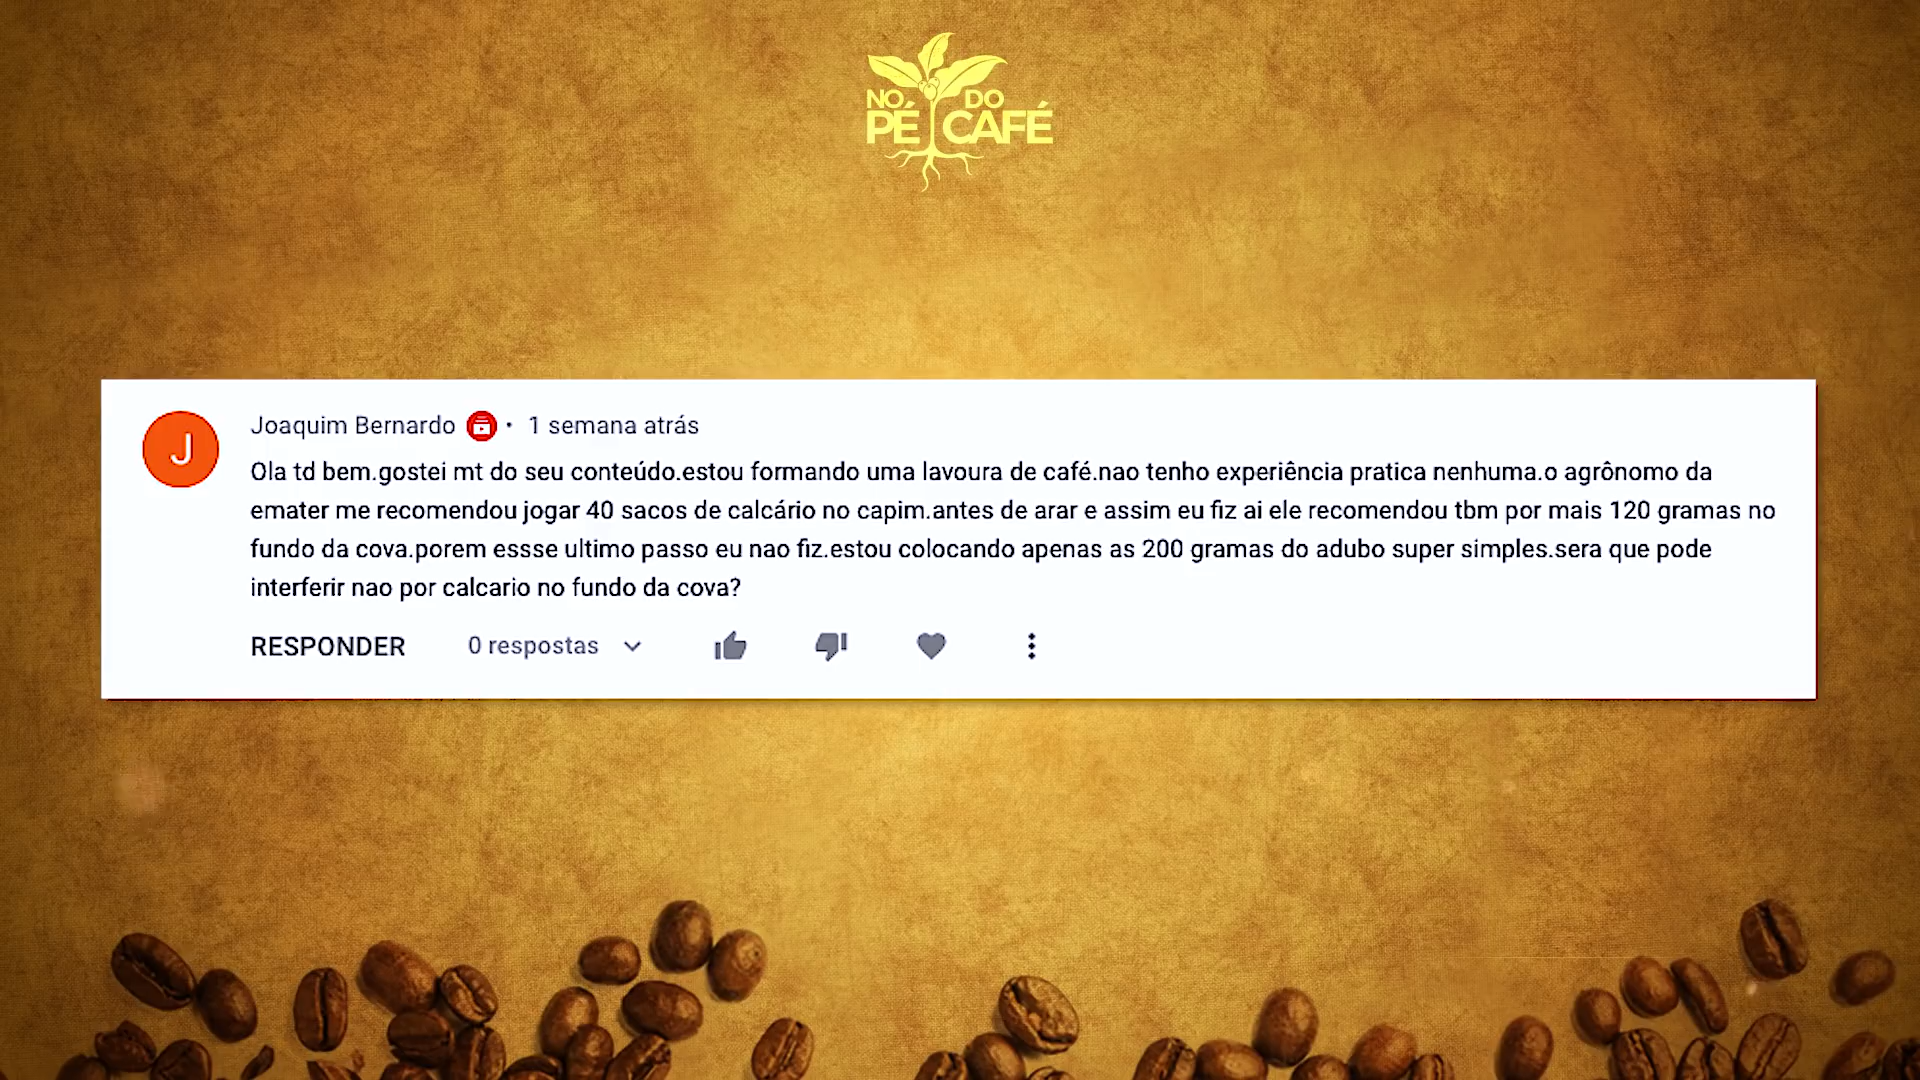 NO DO
PÉ CAFÉ
J
Joaquim Bernardo • 1 semana atrás
Ola td bem.gostei mt do seu conteúdo.estou formando uma lavoura de café.nao tenho experiência pratica nenhuma.o agrônomo da
emater me recomendou jogar 40 sacos de calcário no capim.antes de arar e assim eu fiz ai ele recomendou tbm por mais 120 gramas no
fundo da cova.porem essse ultimo passo eu nao fiz.estou colocando apenas as 200 gramas do adubo super simples.sera que pode
interferir nao por calcario no fundo da cova?
RESPONDER 0 respostas